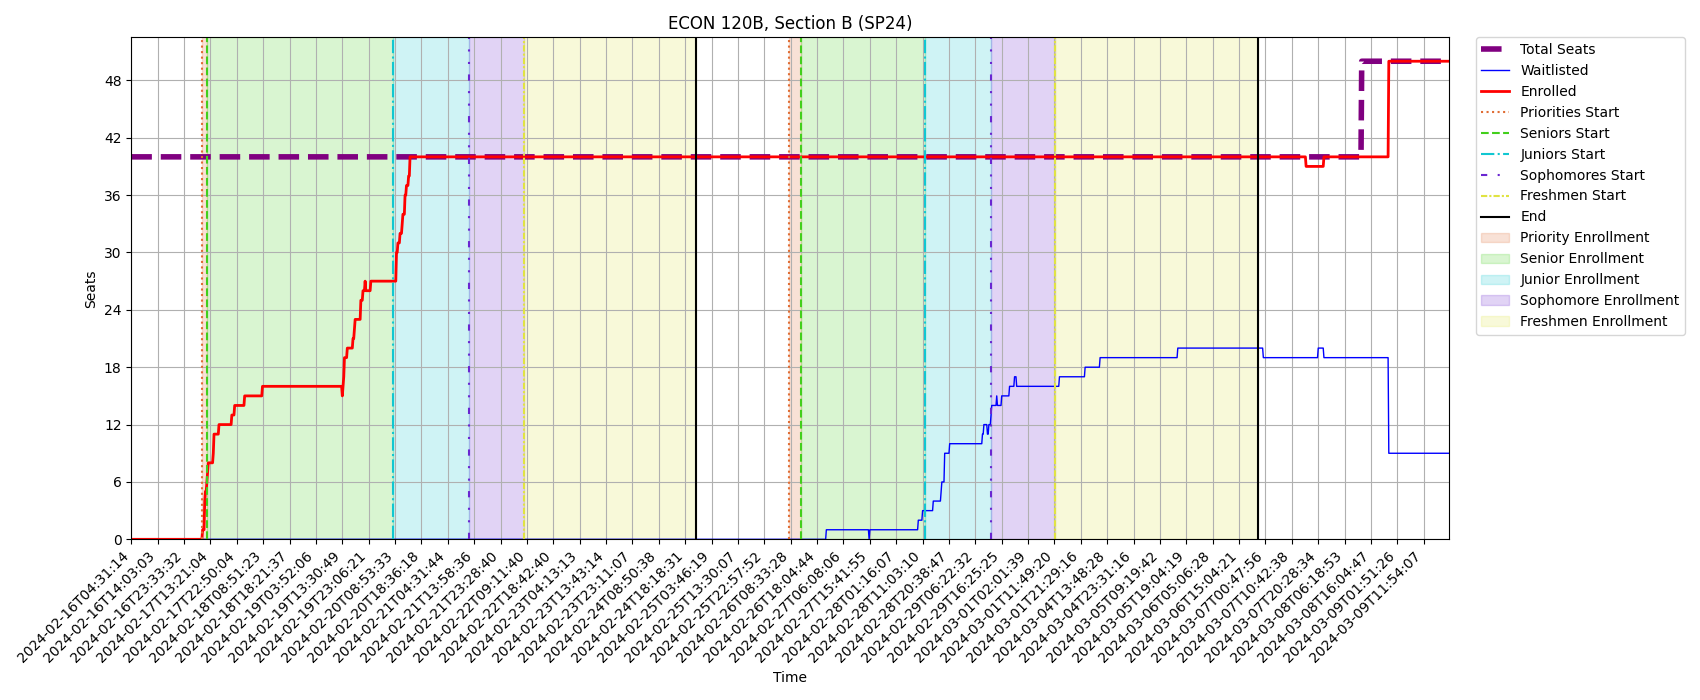 ECON 120B, Section B (SP24)
Seats
48
42
36
30
24
18
12
6
0
2024-02-16T04:31:14
2024-02-16T14:03:03
2024-02-16T23:33:32
2024-02-17T13:21:04
2024-02-17T22:50:04
2024-02-18T08:51:23
2024-02-18T18:21:37
2024-02-19T03:52:06
2024-02-19T13:30:49
2024-02-19T23:06:21
2024-02-20T08:53:33
2024-02-20T18:36:18
2024-02-21T04:31:44
2024-02-21T13:58:36
2024-02-21T23:28:40
2024-02-22T09:11:40
2024-02-22T18:42:40
2024-02-23T04:13:13
2024-02-23T13:43:14
2024-02-23T23:11:07
2024-02-24T08:50:38
2024-02-24T18:18:31
2024-02-25T03:46:19
2024-02-25T13:30:07
2024-02-25T22:57:52
2024-02-26T08:33:28
2024-02-26T18:04:44
2024-02-27T06:08:06
2024-02-27T15:41:55
2024-02-28T01:16:07
2024-02-28T11:03:10
2024-02-28T20:38:47
2024-02-29T06:22:32
2024-02-29T16:25:25
2024-03-01T02:01:39
2024-03-01T11:49:20
2024-03-01T21:29:16
2024-03-04T13:48:28
2024-03-04T23:31:16
2024-03-05T09:19:42
2024-03-05T19:04:19
2024-03-06T05:06:28
2024-03-06T15:04:21
2024-03-07T00:47:56
2024-03-07T10:42:38
2024-03-07T20:28:34
2024-03-08T06:18:53
2024-03-08T16:04:47
2024-03-09T01:51:26
2024-03-09T11:54:07
Time
Total Seats
Waitlisted
Enrolled
Priorities Start
Seniors Start
Juniors Start
Sophomores Start
Freshmen Start
End
Priority Enrollment
Senior Enrollment
Junior Enrollment
Sophomore Enrollment
Freshmen Enrollment